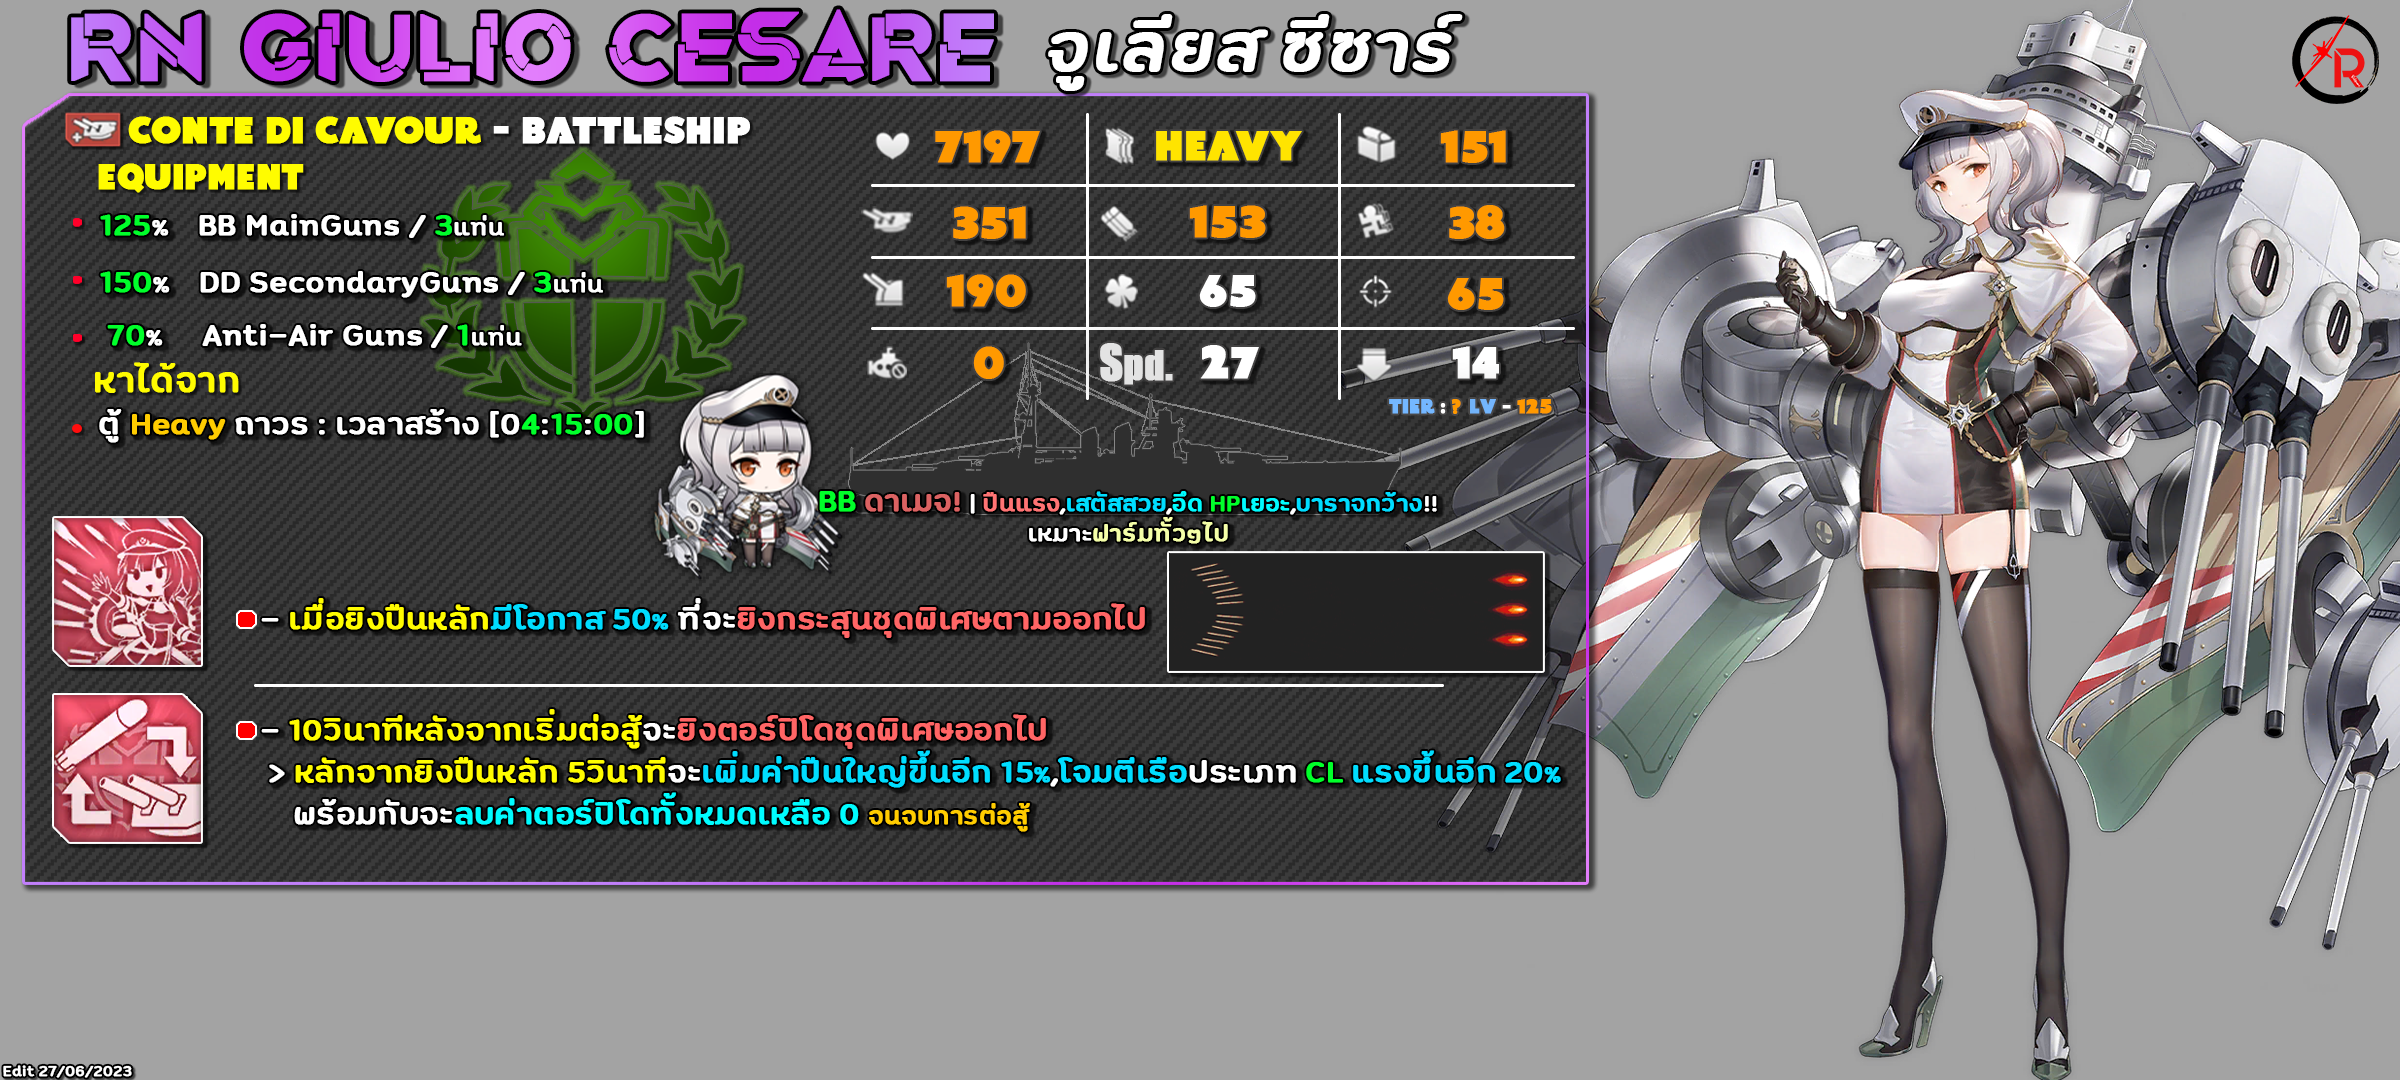 RN GIULIO CESARE จูเลียส ซีซาร์
R
CONTE DI CAVOUR - BATTLESHIP
EQUIPMENT
125% BB MainGuns / 3แท่น
150% DD SecondaryGuns / 3แท่น
70% Anti-Air Guns / 1แท่น
หาได้จาก
ตู้ Heavy ถาวร : เวลาสร้าง [04:15:00]
7197 HEAVY 151
351 153 38
190 65 65
0 Spd. 27 14
TIER : ? LV - 125
BB ดาเมจ! | ปืนแรง,เสตัสสวย,อึด HPเยอะ,บาราจกว้าง!!
เหมาะฟาร์มทั้วๆไป
- เมื่อยิงปืนหลักมีโอกาส 50% ที่จะยิงกระสุนชุดพิเศษตามออกไป
- 10วินาทีหลังจากเริ่มต่อสู้จะยิงตอร์ปิโดชุดพิเศษออกไป
> หลักจากยิงปืนหลัก 5วินาทีจะเพิ่มค่าปืนใหญ่ขึ้นอีก 15%,โจมตีเรือประเภท CL แรงขึ้นอีก 20%
พร้อมกับจะลบค่าตอร์ปิโดทั้งหมดเหลือ 0 จนจบการต่อสู้
Edit 27/06/2023